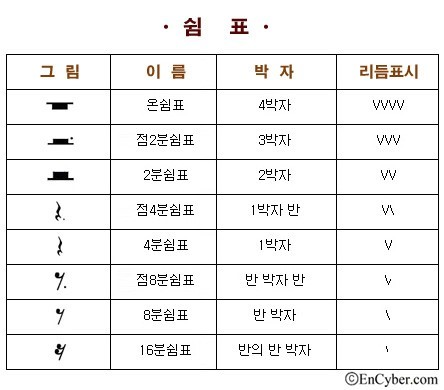 · 쉼 표 ·
그 림 이 름 박 자 리듬표시
온쉼표 4박자 VVVV
점2분쉼표 3박자 VVV
2분쉼표 2박자 VV
점4분쉼표 1박자 반 V\
4분쉼표 1박자 V
점8분쉼표 반 박자 반 \v
8분쉼표 반 박자 \
16분쉼표 반의 반 박자 \
©EnCyber.com